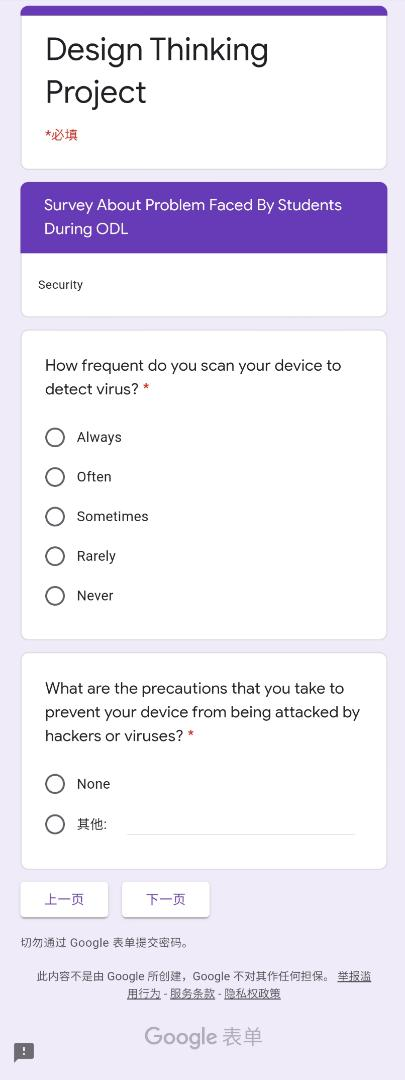 Design Thinking
Project
*必填
Survey About Problem Faced By Students
During ODL
Security
How frequent do you scan your device to
detect virus? *
Always
Often
Sometimes
Rarely
Never
What are the precautions that you take to
prevent your device from being attacked by
hackers or viruses? *
None
其他:
上一页 下一页
切勿通过 Google 表单提交密码。
此内容不是由 Google 所创建，Google 不对其作任何担保。 举报滥
用行为 - 服务条款 - 隐私权政策
Google 表单